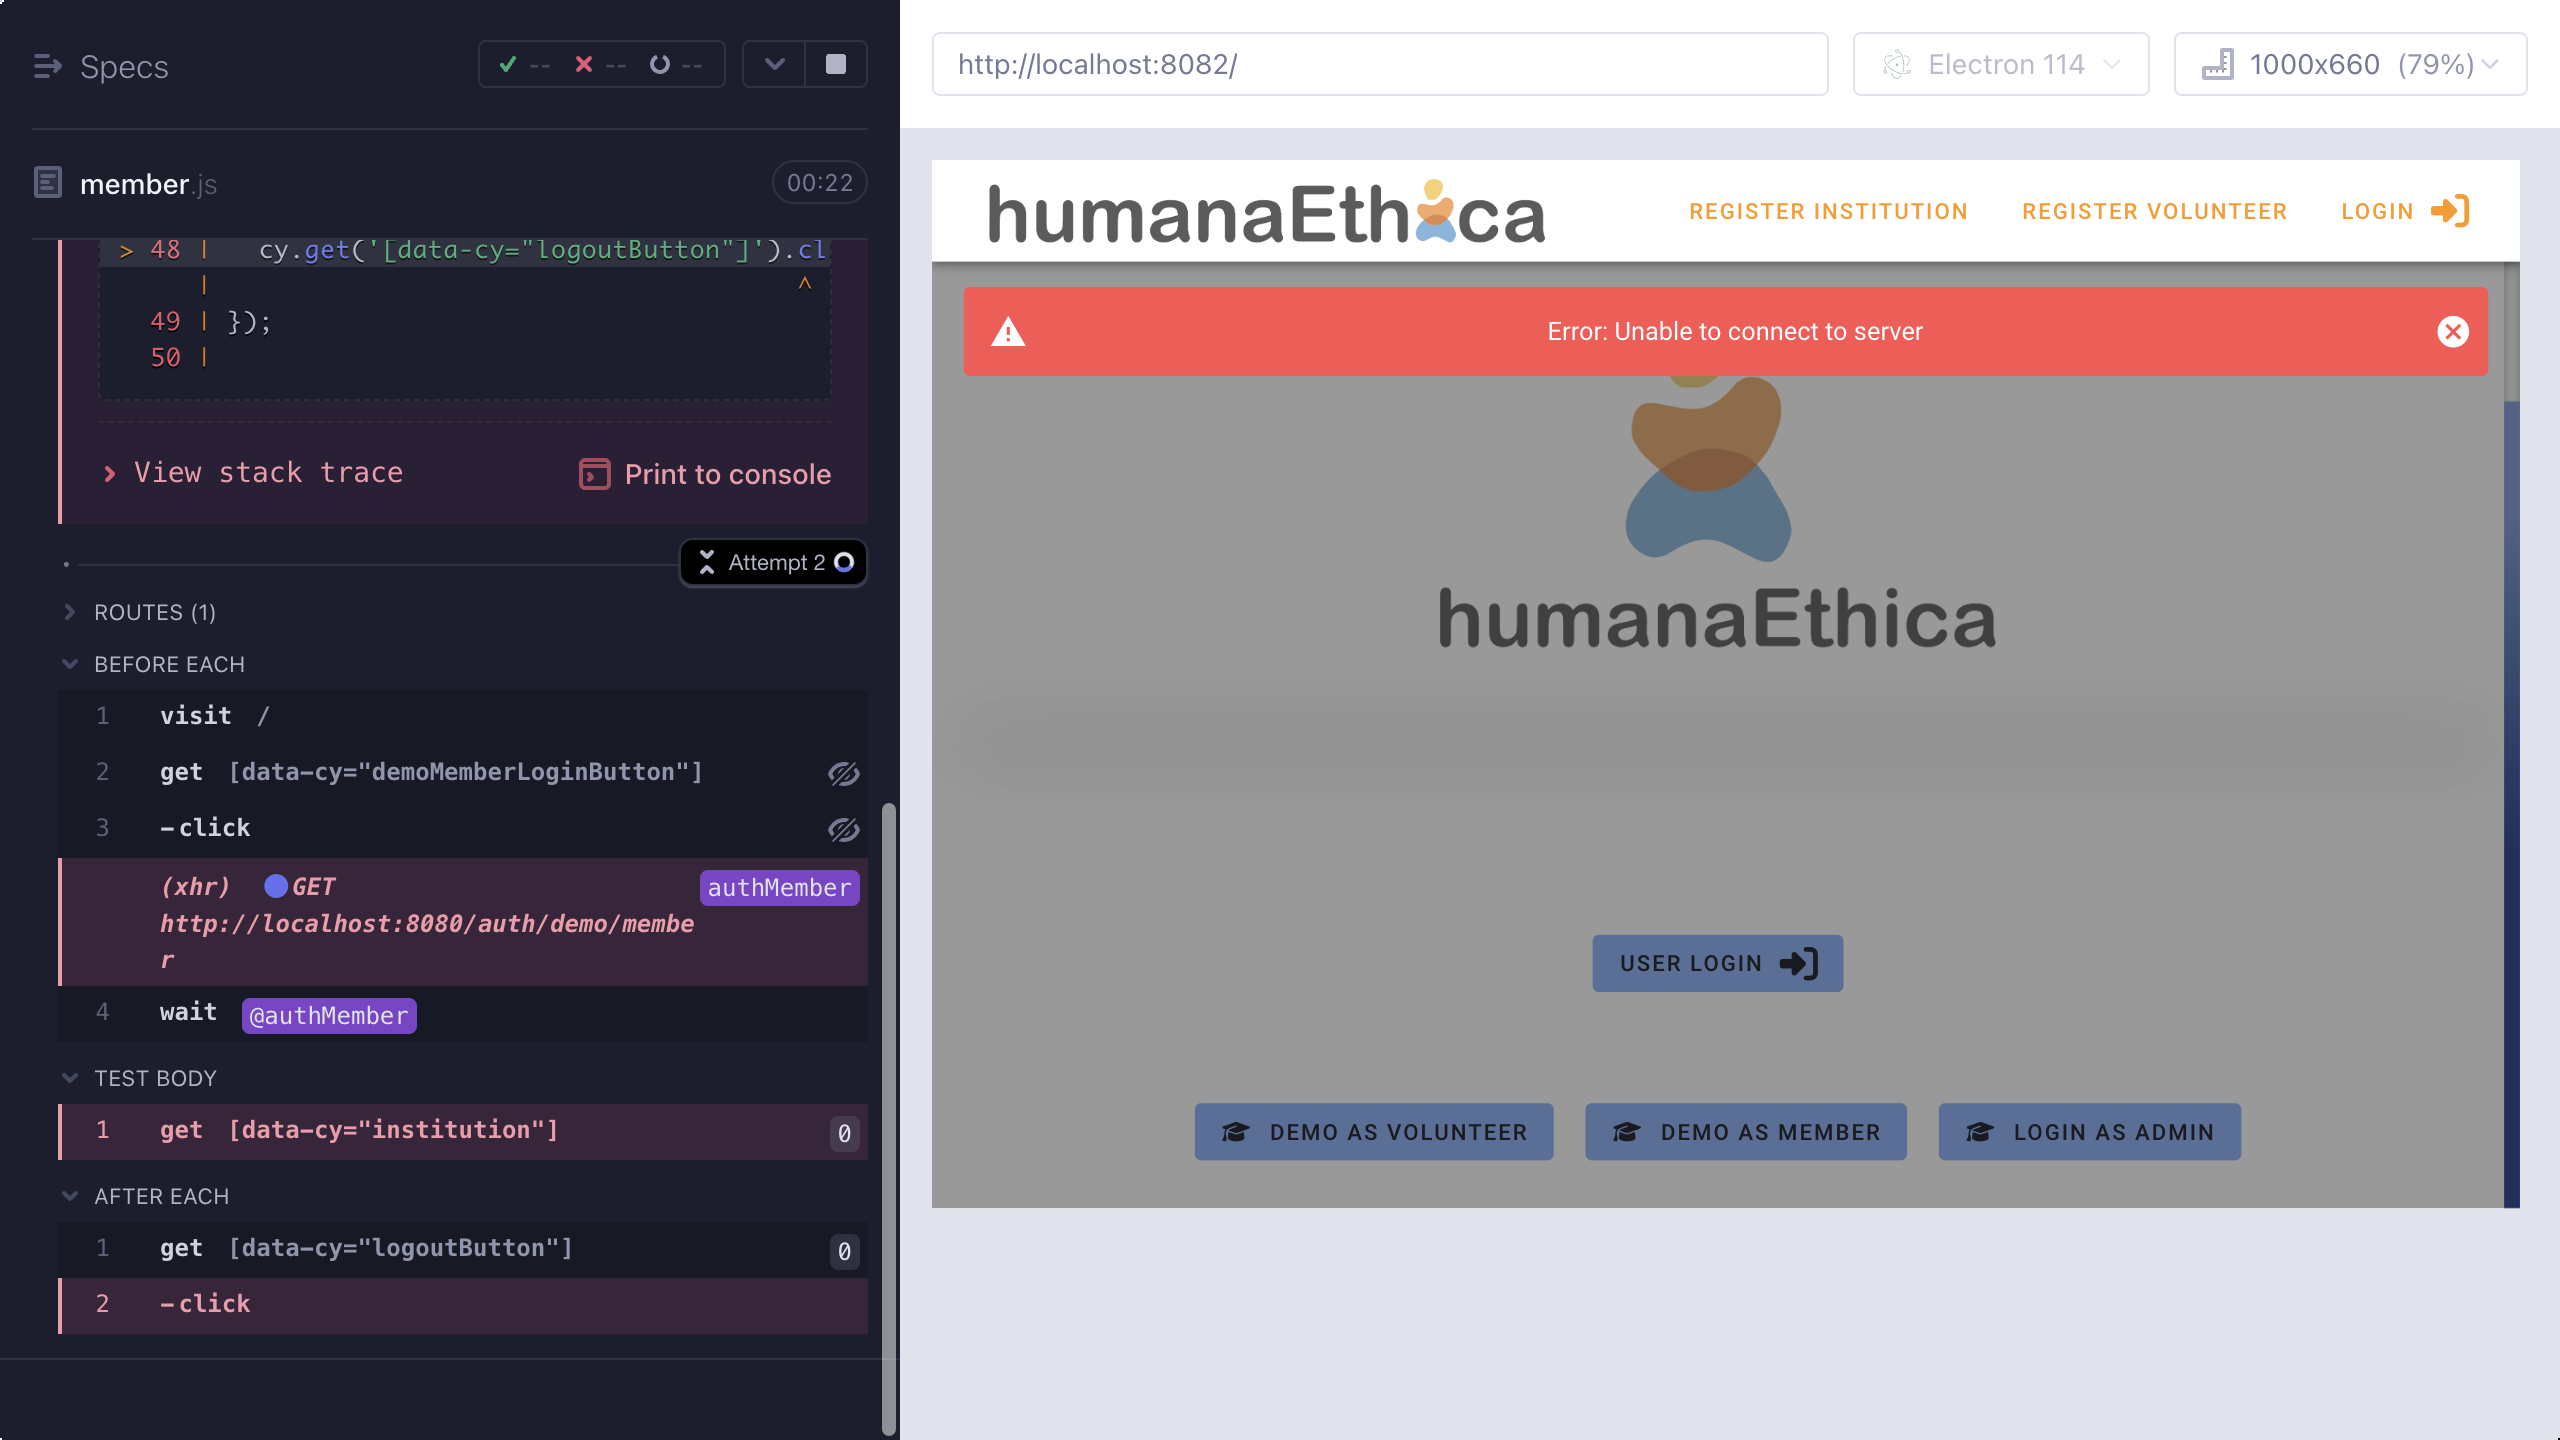 Specs
-- -- --
member.js
00:22
> 48 | cy.get('[data-cy="logoutButton"]').cl
| ^
49 | });
50 |
View stack trace
Print to console
Attempt 2
ROUTES (1)
BEFORE EACH
1 visit /
2 get [data-cy="demoMemberLoginButton"]
3 -click
(xhr) GET authMember
http://localhost:8080/auth/demo/membe
r
4 wait @authMember
TEST BODY
1 get [data-cy="institution"] 0
AFTER EACH
1 get [data-cy="logoutButton"] 0
2 -click
http://localhost:8082/
Electron 114
1000x660 (79%)
humanaEthica
REGISTER INSTITUTION
REGISTER VOLUNTEER
LOGIN
Error: Unable to connect to server
humanaEthica
USER LOGIN
DEMO AS VOLUNTEER
DEMO AS MEMBER
LOGIN AS ADMIN